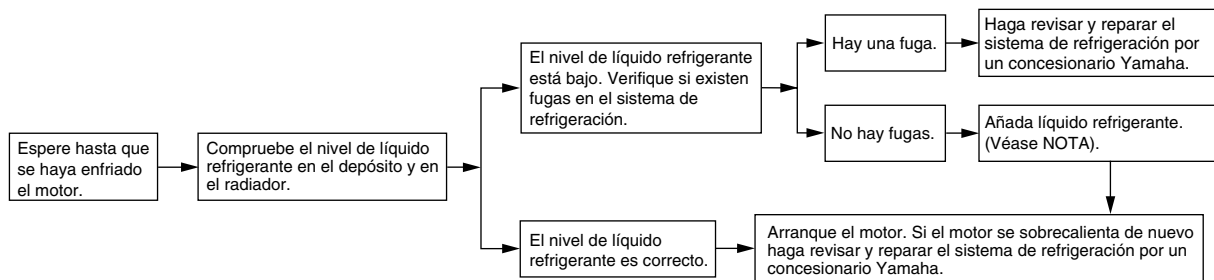 Espere hasta que
se haya enfriado
el motor.
Compruebe el nivel de líquido
refrigerante en el depósito y en
el radiador.
El nivel de líquido refrigerante
está bajo. Verifique si existen
fugas en el sistema de
refrigeración.
Hay una fuga.
Haga revisar y reparar el
sistema de refrigeración por
un concesionario Yamaha.
No hay fugas.
Añada líquido refrigerante.
(Véase NOTA).
El nivel de líquido
refrigerante es correcto.
Arranque el motor. Si el motor se sobrecalienta de nuevo
haga revisar y reparar el sistema de refrigeración por un
concesionario Yamaha.